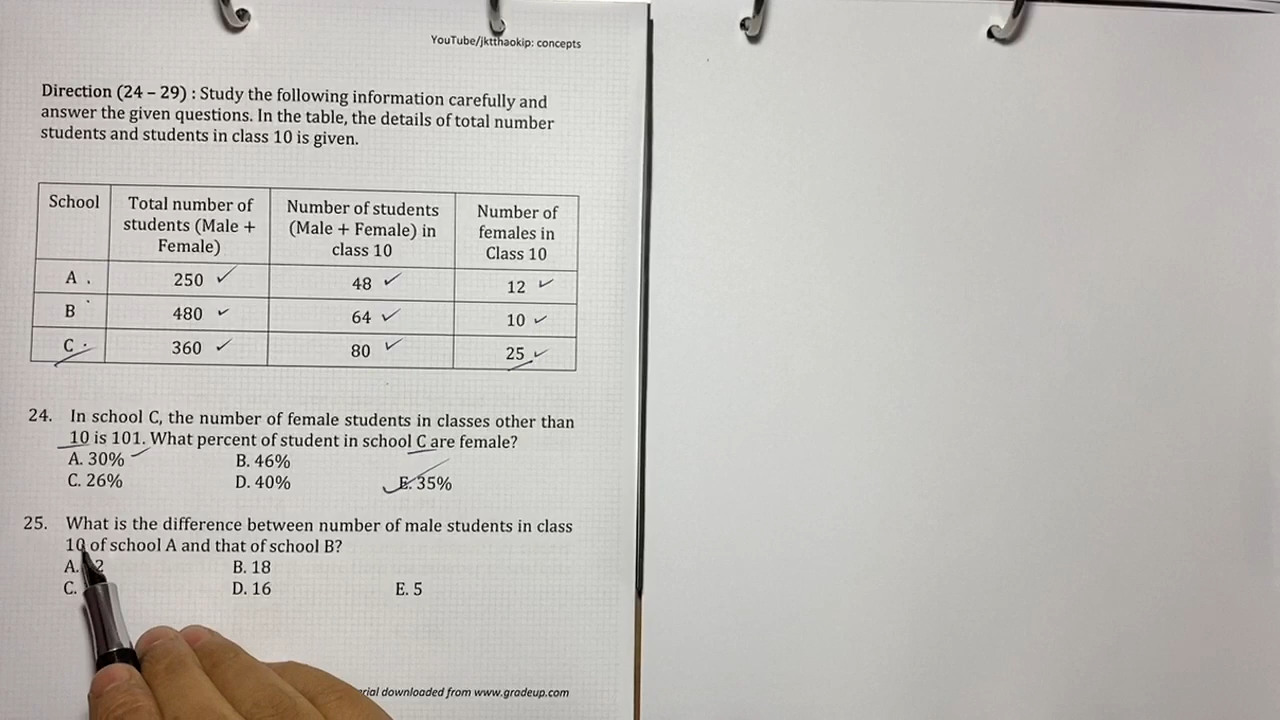 YouTube/jktthaokip: concepts
Direction (24 – 29) : Study the following information carefully and
answer the given questions. In the table, the details of total number
students and students in class 10 is given.
School Total number of students (Male + Female) Number of students (Male + Female) in class 10 Number of females in Class 10
A 250 48 12
B 480 64 10
C 360 80 25
24. In school C, the number of female students in classes other than
10 is 101. What percent of student in school C are female?
A. 30% B. 46%
C. 26% D. 40% E. 35%
25. What is the difference between number of male students in class
10 of school A and that of school B?
A. B. 18
C. D. 16 E. 5
downloaded from www.gradeup.com